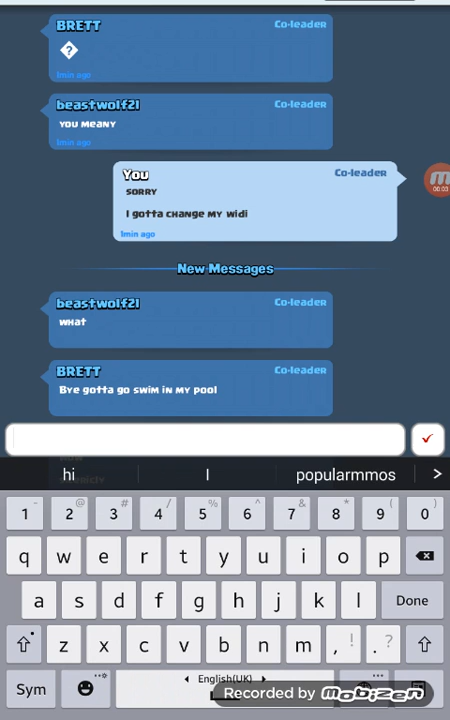 BRETT Co-leader
1min ago
beastwolf21 Co-leader
you meany
1min ago
You Co-leader
sorry
I gotta change my widi
1min ago
New Messages
beastwolf21 Co-leader
what
BRETT Co-leader
Bye gotta go swim in my pool
00:03
hi I popularmmos >
1 2 3 4 5 6 7 8 9 0
- @ # / % ^ & * ( )
q w e r t y u i o p
a s d f g h j k l Done
z x c v b n m , ! . ?
Sym English(UK)
Recorded by Mobizen